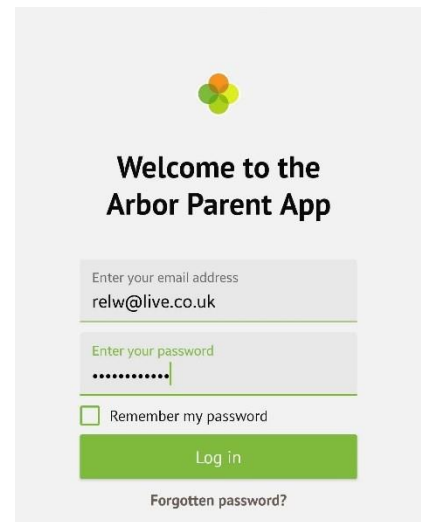 Welcome to the
Arbor Parent App
Enter your email address
relw@live.co.uk
Enter your password
••••••••••••
Remember my password
Log in
Forgotten password?